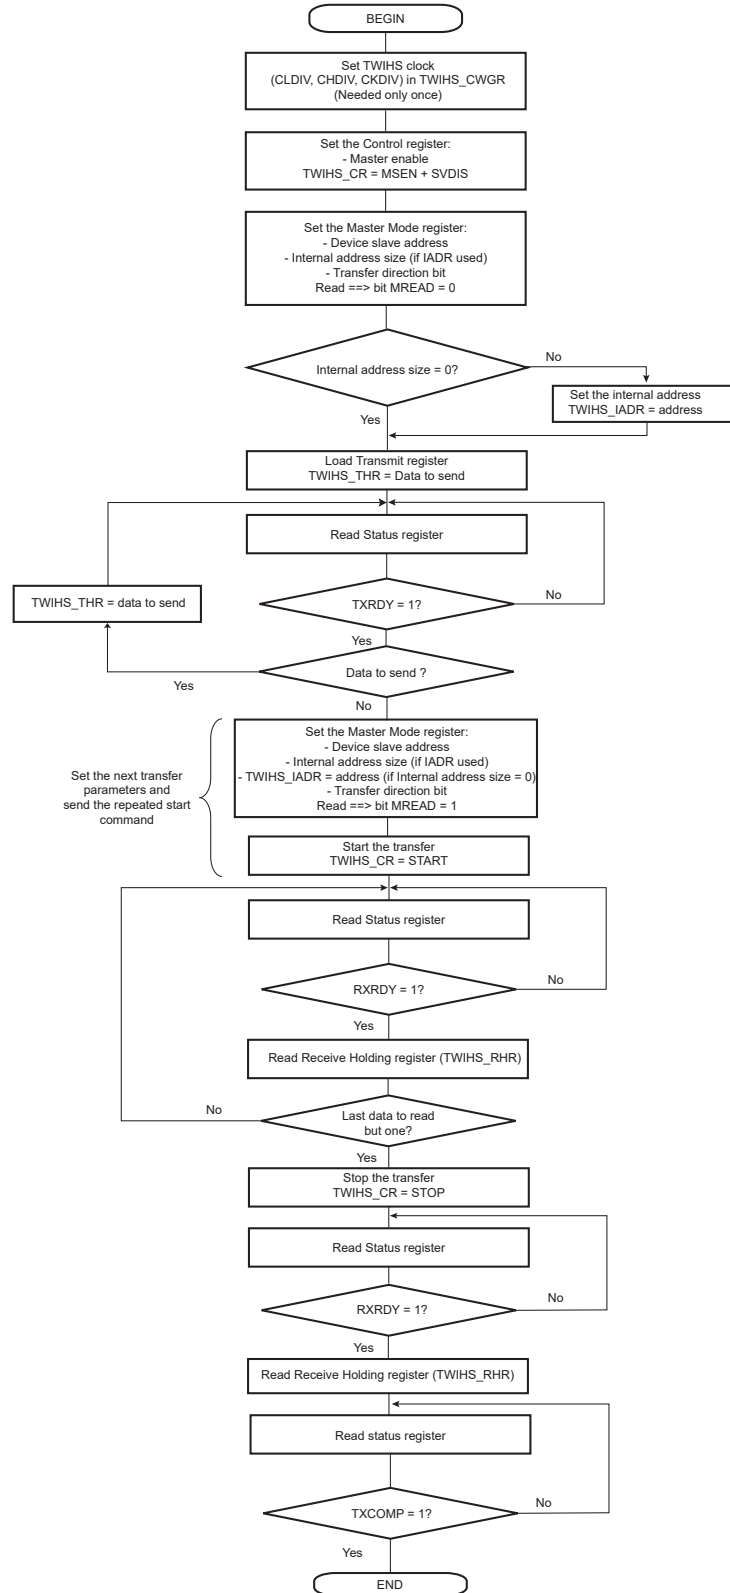 BEGIN
Set TWIHS clock
(CLDIV, CHDIV, CKDIV) in TWIHS_CWGR
(Needed only once)
Set the Control register:
- Master enable
TWIHS_CR = MSEN + SVDIS
Set the Master Mode register:
- Device slave address
- Internal address size (if IADR used)
- Transfer direction bit
Read ==> bit MREAD = 0
Internal address size = 0?
No
Set the internal address
TWIHS_IADR = address
Yes
Load Transmit register
TWIHS_THR = Data to send
Read Status register
TWIHS_THR = data to send
TXRDY = 1?
No
Yes
Data to send ?
Yes
No
Set the next transfer
parameters and
send the repeated start
command
Set the Master Mode register:
- Device slave address
- Internal address size (if IADR used)
- TWIHS_IADR = address (if Internal address size = 0)
- Transfer direction bit
Read ==> bit MREAD = 1
Start the transfer
TWIHS_CR = START
Read Status register
RXRDY = 1?
No
Yes
Read Receive Holding register (TWIHS_RHR)
No
Last data to read
but one?
Yes
Stop the transfer
TWIHS_CR = STOP
Read Status register
RXRDY = 1?
No
Yes
Read Receive Holding register (TWIHS_RHR)
Read status register
TXCOMP = 1?
No
Yes
END